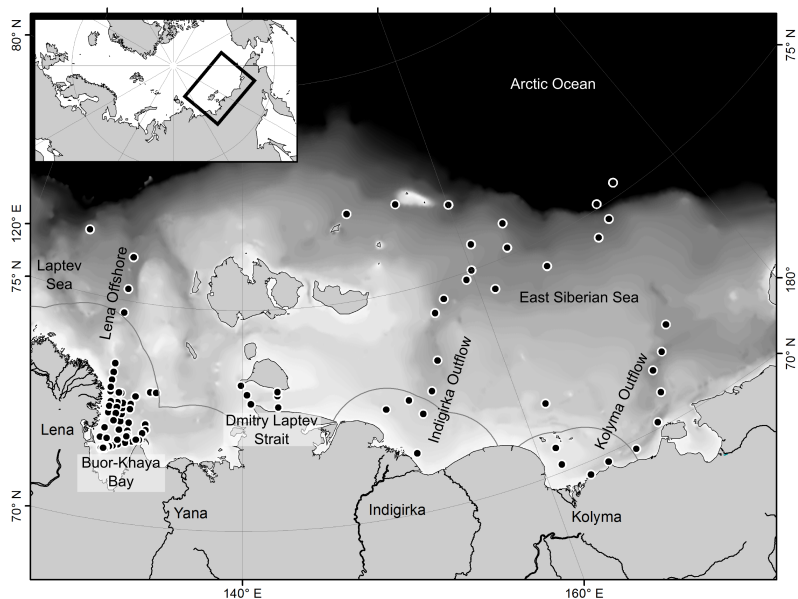 80° N
75° N
Arctic Ocean
120° E
Laptev
Sea
75° N
Lena Offshore
East Siberian Sea
180°
70° N
Indigirka Outflow
Kolyma Outflow
Lena
Dmitry Laptev
Strait
Buor-Khaya
Bay
70° N
Yana
Indigirka
Kolyma
140° E
160° E